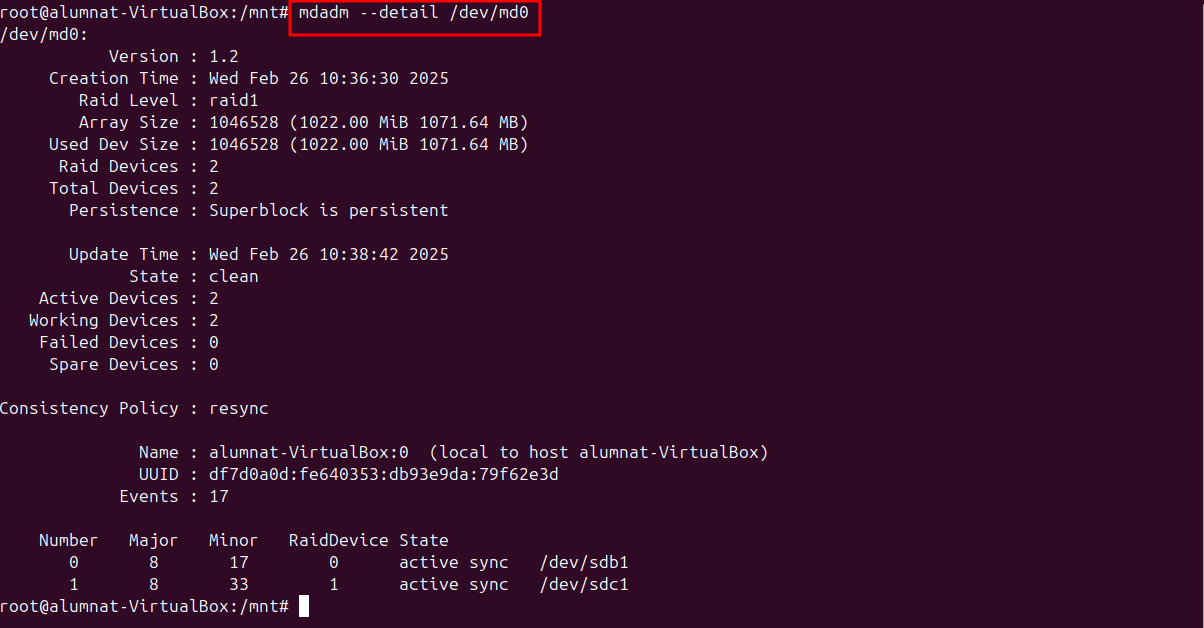 root@alumnat-VirtualBox:/mnt# mdadm --detail /dev/md0
/dev/md0:
Version : 1.2
Creation Time : Wed Feb 26 10:36:30 2025
Raid Level : raid1
Array Size : 1046528 (1022.00 MiB 1071.64 MB)
Used Dev Size : 1046528 (1022.00 MiB 1071.64 MB)
Raid Devices : 2
Total Devices : 2
Persistence : Superblock is persistent
Update Time : Wed Feb 26 10:38:42 2025
State : clean
Active Devices : 2
Working Devices : 2
Failed Devices : 0
Spare Devices : 0
Consistency Policy : resync
Name : alumnat-VirtualBox:0  (local to host alumnat-VirtualBox)
UUID : df7d0a0d:fe640353:db93e9da:79f62e3d
Events : 17
Number   Major   Minor   RaidDevice State
0       8       17        0      active sync   /dev/sdb1
1       8       33        1      active sync   /dev/sdc1
root@alumnat-VirtualBox:/mnt#